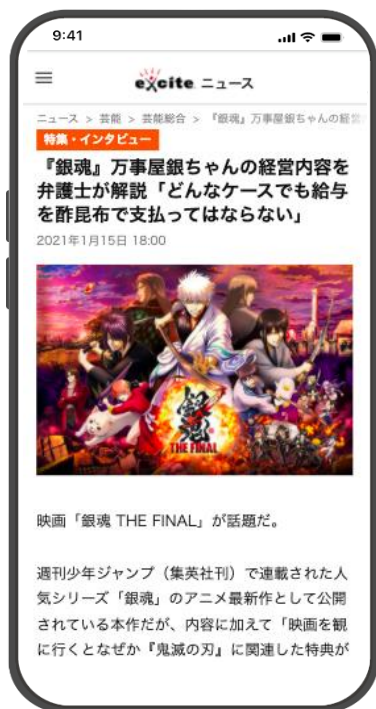 9:41
excite ニュース
ニュース > 芸能 > 芸能総合 > 『銀魂』万事屋銀ちゃんの経営
特集・インタビュー
『銀魂』万事屋銀ちゃんの経営内容を
弁護士が解説「どんなケースでも給与
を酢昆布で支払ってはならない」
2021年1月15日 18:00
銀魂
THE FINAL
映画「銀魂 THE FINAL」が話題だ。
週刊少年ジャンプ（集英社刊）で連載された人
気シリーズ「銀魂」のアニメ最新作として公開
されている本作だが、内容に加えて「映画を観
に行くとなぜか『鬼滅の刃』に関連した特典が